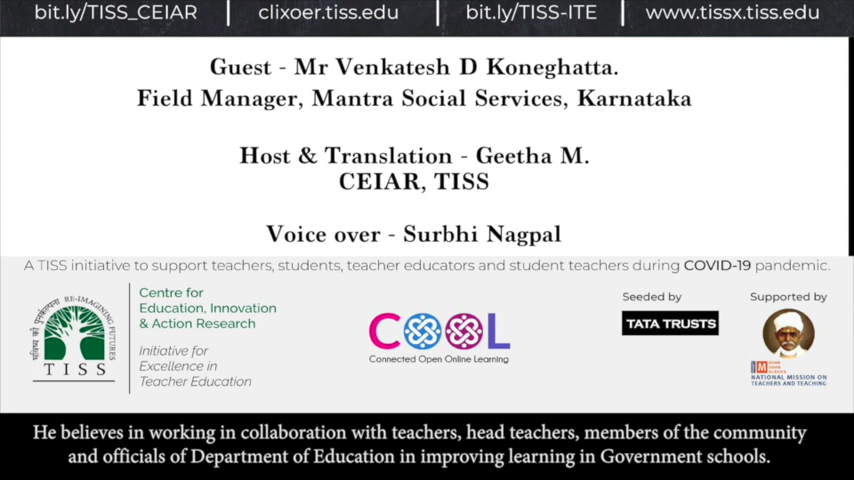 bit.ly/TISS_CEIAR | clixoer.tiss.edu | bit.ly/TISS-ITE | www.tissx.tiss.edu
Guest - Mr Venkatesh D Koneghatta.
Field Manager, Mantra Social Services, Karnataka
Host & Translation - Geetha M.
CEIAR, TISS
Voice over - Surbhi Nagpal
A TISS initiative to support teachers, students, teacher educators and student teachers during COVID-19 pandemic.
भविष्य की पुनर्कल्पना RE-IMAGINING FUTURES
TISS
Centre for
Education, Innovation
& Action Research
Initiative for
Excellence in
Teacher Education
COOL
Connected Open Online Learning
Seeded by
TATA TRUSTS
Supported by
NATIONAL MISSION ON
TEACHERS AND TEACHING
He believes in working in collaboration with teachers, head teachers, members of the community
and officials of Department of Education in improving learning in Government schools.